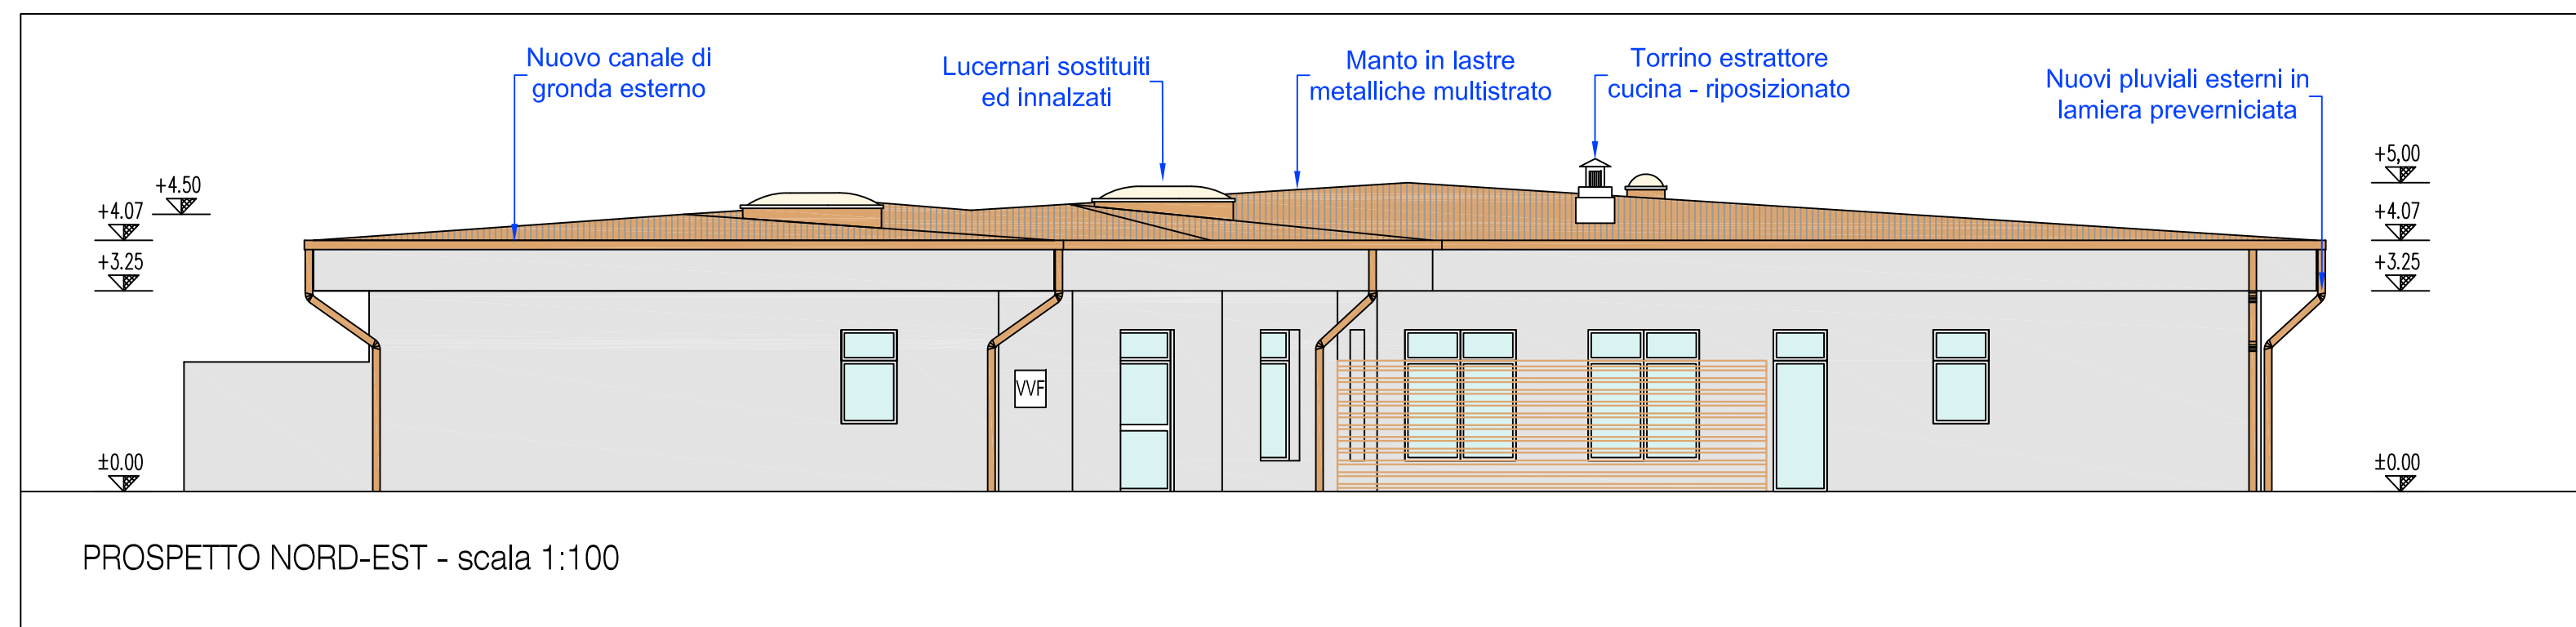 Nuovo canale di
gronda esterno
Lucernari sostituiti
ed innalzati
Manto in lastre
metalliche multistrato
Torrino estrattore
cucina - riposizionato
Nuovi pluviali esterni in
lamiera preverniciata
+4.50
+4.07
+3.25
±0.00
+5,00
+4.07
+3.25
±0.00
VVF
PROSPETTO NORD-EST - scala 1:100